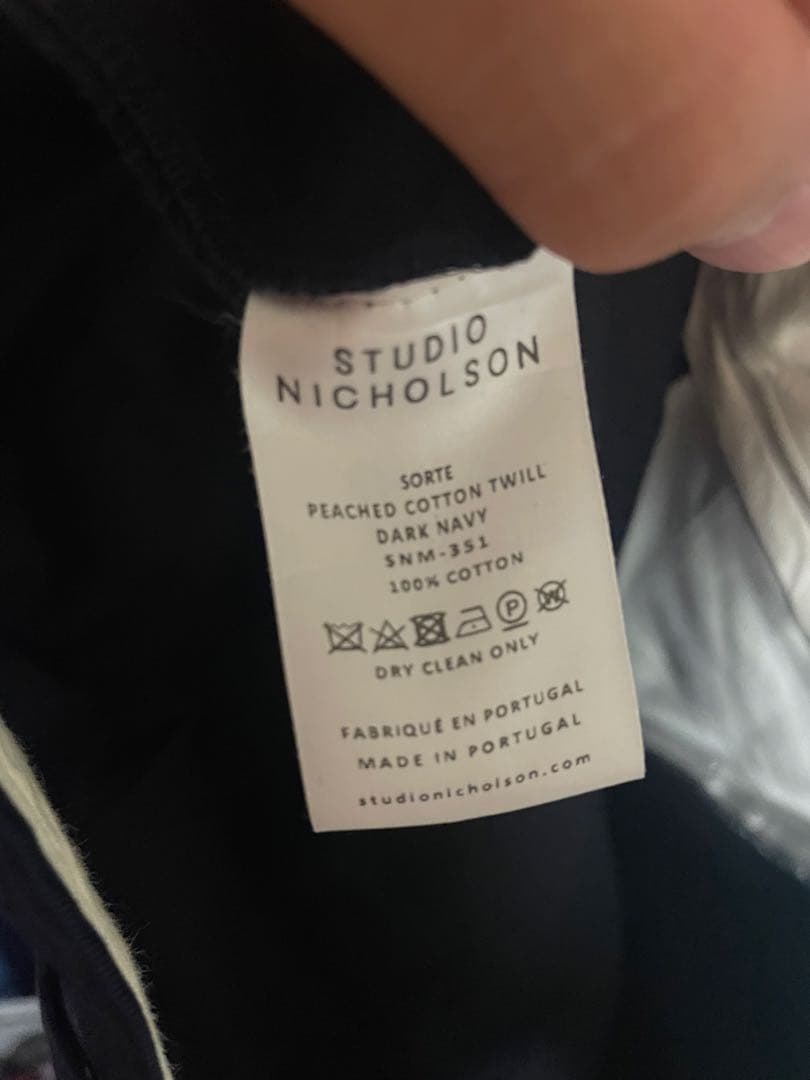 STUDIO
NICHOLSON
SORTE
PEACHED COTTON TWILL
DARK NAVY
SNM-351
100% COTTON
P W
DRY CLEAN ONLY
FABRIQUÉ EN PORTUGAL
MADE IN PORTUGAL
studionicholson.com